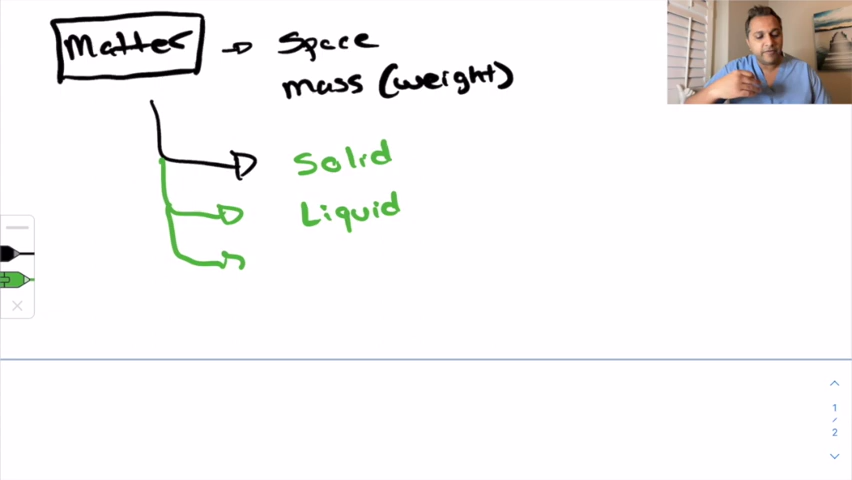 Matter → Space
mass (weight)
Solid
Liquid
1
/
2